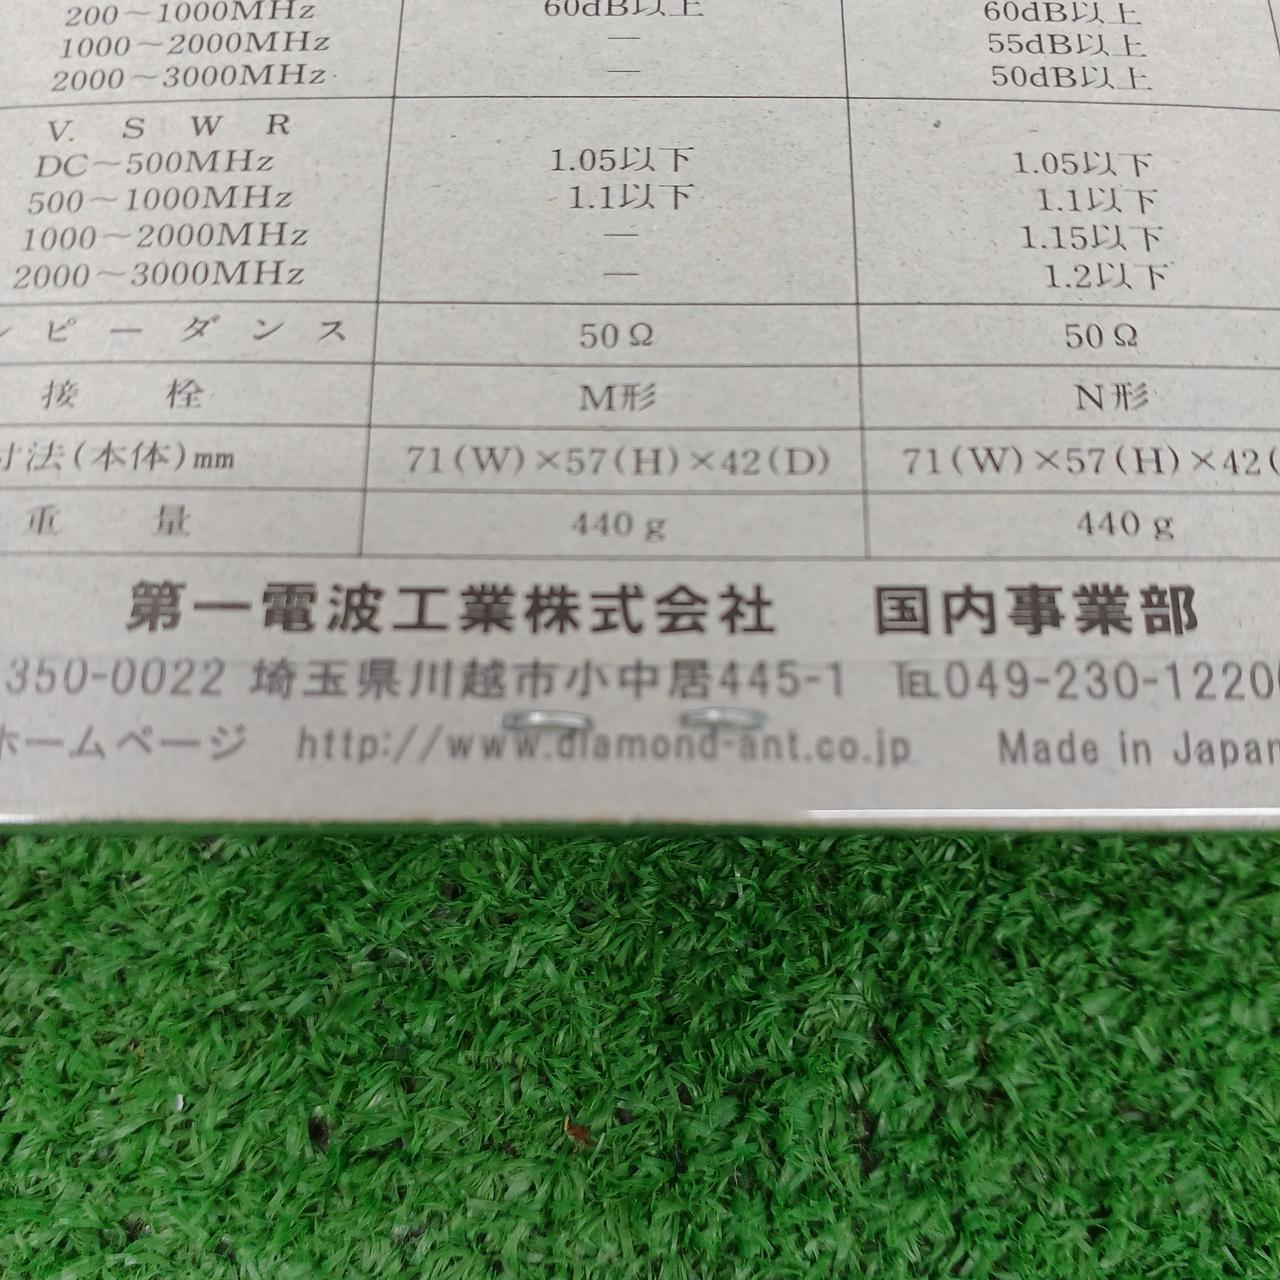 200～1000MHz 60dB以上 60dB以上
1000～2000MHz ― 55dB以上
2000～3000MHz ― 50dB以上
V. S W R
DC～500MHz 1.05以下 1.05以下
500～1000MHz 1.1以下 1.1以下
1000～2000MHz ― 1.15以下
2000～3000MHz ― 1.2以下
ンピーダンス 50Ω 50Ω
接栓 M形 N形
寸法(本体)mm 71(W)×57(H)×42(D) 71(W)×57(H)×42(
重量 440g 440g
第一電波工業株式会社 国内事業部
350-0022 埼玉県川越市小中居445-1 ℡049-230-1220
ホームページ http://www.diamond-ant.co.jp Made in Japan